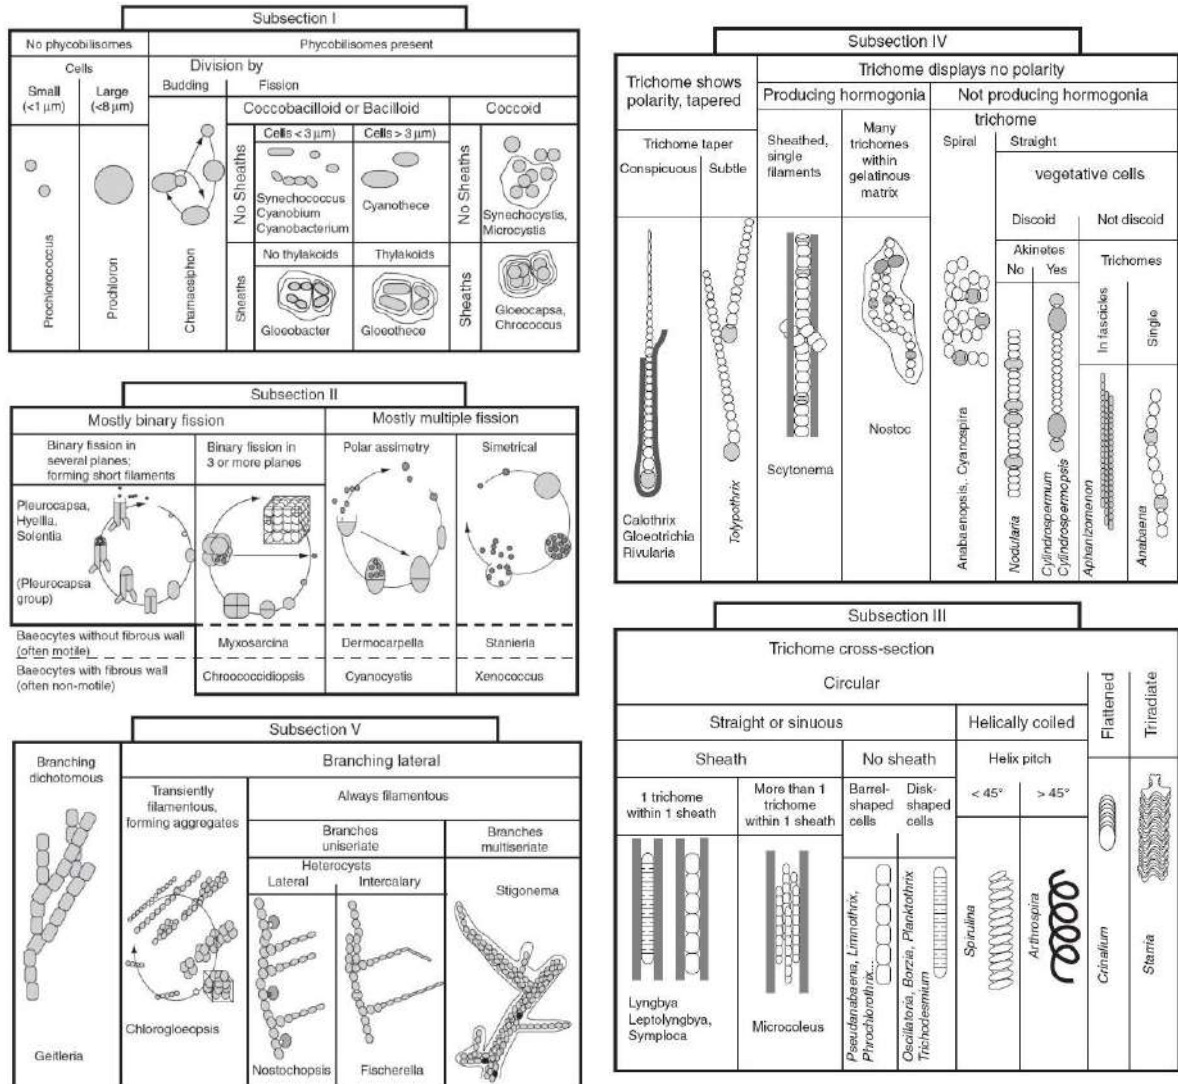 Subsection I
No phycobilisomes
Phycobilisomes present
Cells
Small
(<1 μm)
Large
(<8 μm)
Division by
Budding
Fission
Coccobacilloid or Bacilloid
Coccoid
Cells < 3 μm)
Cells > 3 μm)
No Sheaths
Synechococcus
Cyanobium
Cyanobacterium
Cyanothece
No Sheaths
Synechocystis,
Microcystis
Prochlorococcus
Prochloron
Chamaesiphon
Sheaths
No thylakoids
Gloeobacter
Thylakoids
Gloethece
Sheaths
Gloeocapsa,
Chrococcus
Subsection II
Mostly binary fission
Mostly multiple fission
Binary fission in
several planes;
forming short filaments
Binary fission in
3 or more planes
Polar assimetry
Simetrical
Pleurocapsa,
Hyellla,
Solentia
(Pleurocapsa
group)
Baeocytes without fibrous wall
(often motile)
Myxosarcina
Dermocarpella
Stanieria
Baeocytes with fibrous wall
(often non-motile)
Chroococcidiopsis
Cyanocystis
Xenococcus
Subsection V
Branching
dichotomous
Branching lateral
Transiently
filamentous,
forming aggregates
Always filamentous
Branches
uniseriate
Branches
multiseriate
Heterocysts
Lateral
Intercalary
Stigonema
Chlorogloeopsis
Geitleria
Nostochopsis
Fischerella
Subsection IV
Trichome shows
polarity, tapered
Trichome displays no polarity
Producing hormogonia
Not producing hormogonia
trichome
Trichome taper
Conspicuous
Subtle
Sheathed,
single
filaments
Many
trichomes
within
gelatinous
matrix
Spiral
Straight
vegetative cells
Discoid
Not discoid
Akinetes
No
Yes
Trichomes
In fascicles
Single
Calothrix
Gloeotrichia
Rivularia
Tolypothrix
Scytonema
Nostoc
Anabaenopsis, Cyanospira
Nodularia
Cylindrospermum
Cylindrospermopsis
Aphanizomenon
Anabaena
Subsection III
Trichome cross-section
Circular
Flattened
Triradiate
Straight or sinuous
Helically coiled
Sheath
No sheath
Helix pitch
1 trichome
within 1 sheath
More than 1
trichome
within 1 sheath
Barrel-
shaped
cells
Disk-
shaped
cells
< 45°
> 45°
Lyngbya
Leptolyngbya,
Symploca
Microcoleus
Pseudanabaena, Limnothrix,
Phrochlorothrix...
Oscillatoria, Borzia, Planktothrix
Trichodesmium
Spirulina
Arthrospira
Crinalium
Starria